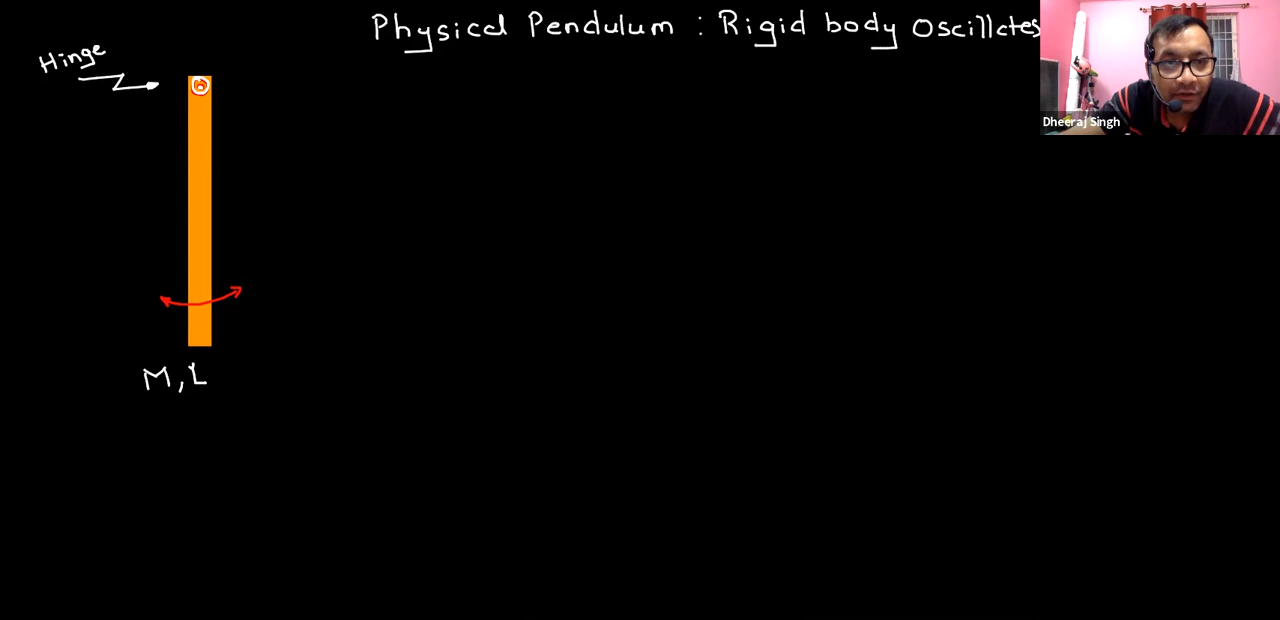 Physical Pendulum : Rigid body Oscillates
Hinge
Dheeraj Singh
M, L